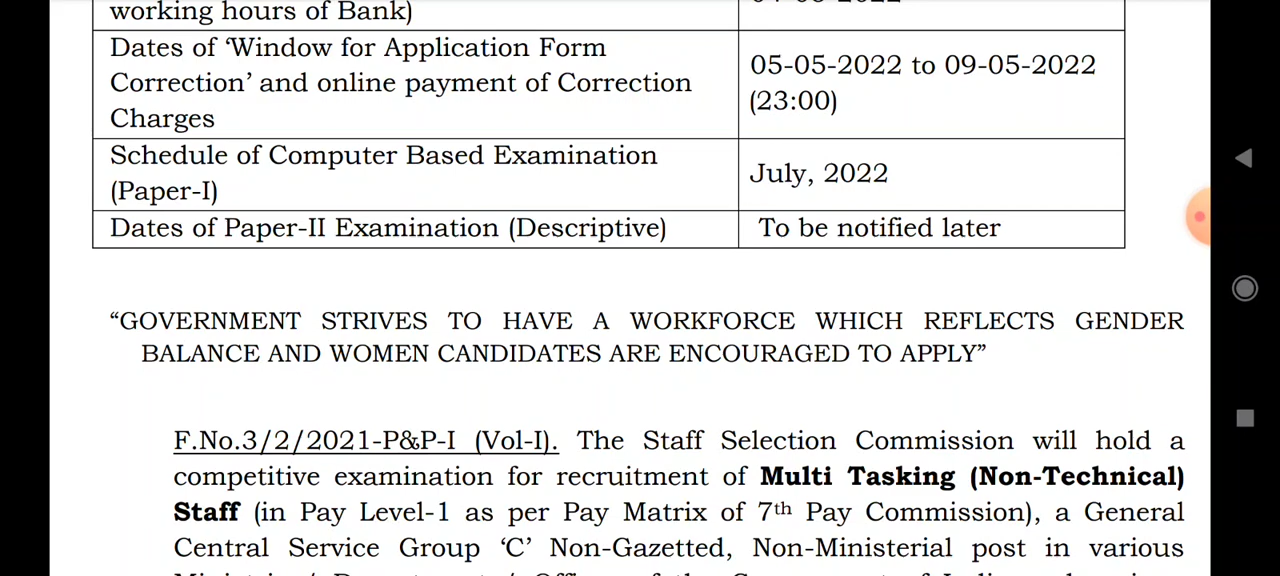 working hours of Bank)
Dates of ‘Window for Application Form
Correction’ and online payment of Correction
Charges
05-05-2022 to 09-05-2022
(23:00)
Schedule of Computer Based Examination
(Paper-I)
July, 2022
Dates of Paper-II Examination (Descriptive)
To be notified later
“GOVERNMENT STRIVES TO HAVE A WORKFORCE WHICH REFLECTS GENDER
BALANCE AND WOMEN CANDIDATES ARE ENCOURAGED TO APPLY”
F.No.3/2/2021-P&P-I (Vol-I). The Staff Selection Commission will hold a
competitive examination for recruitment of Multi Tasking (Non-Technical)
Staff (in Pay Level-1 as per Pay Matrix of 7th Pay Commission), a General
Central Service Group ‘C’ Non-Gazetted, Non-Ministerial post in various